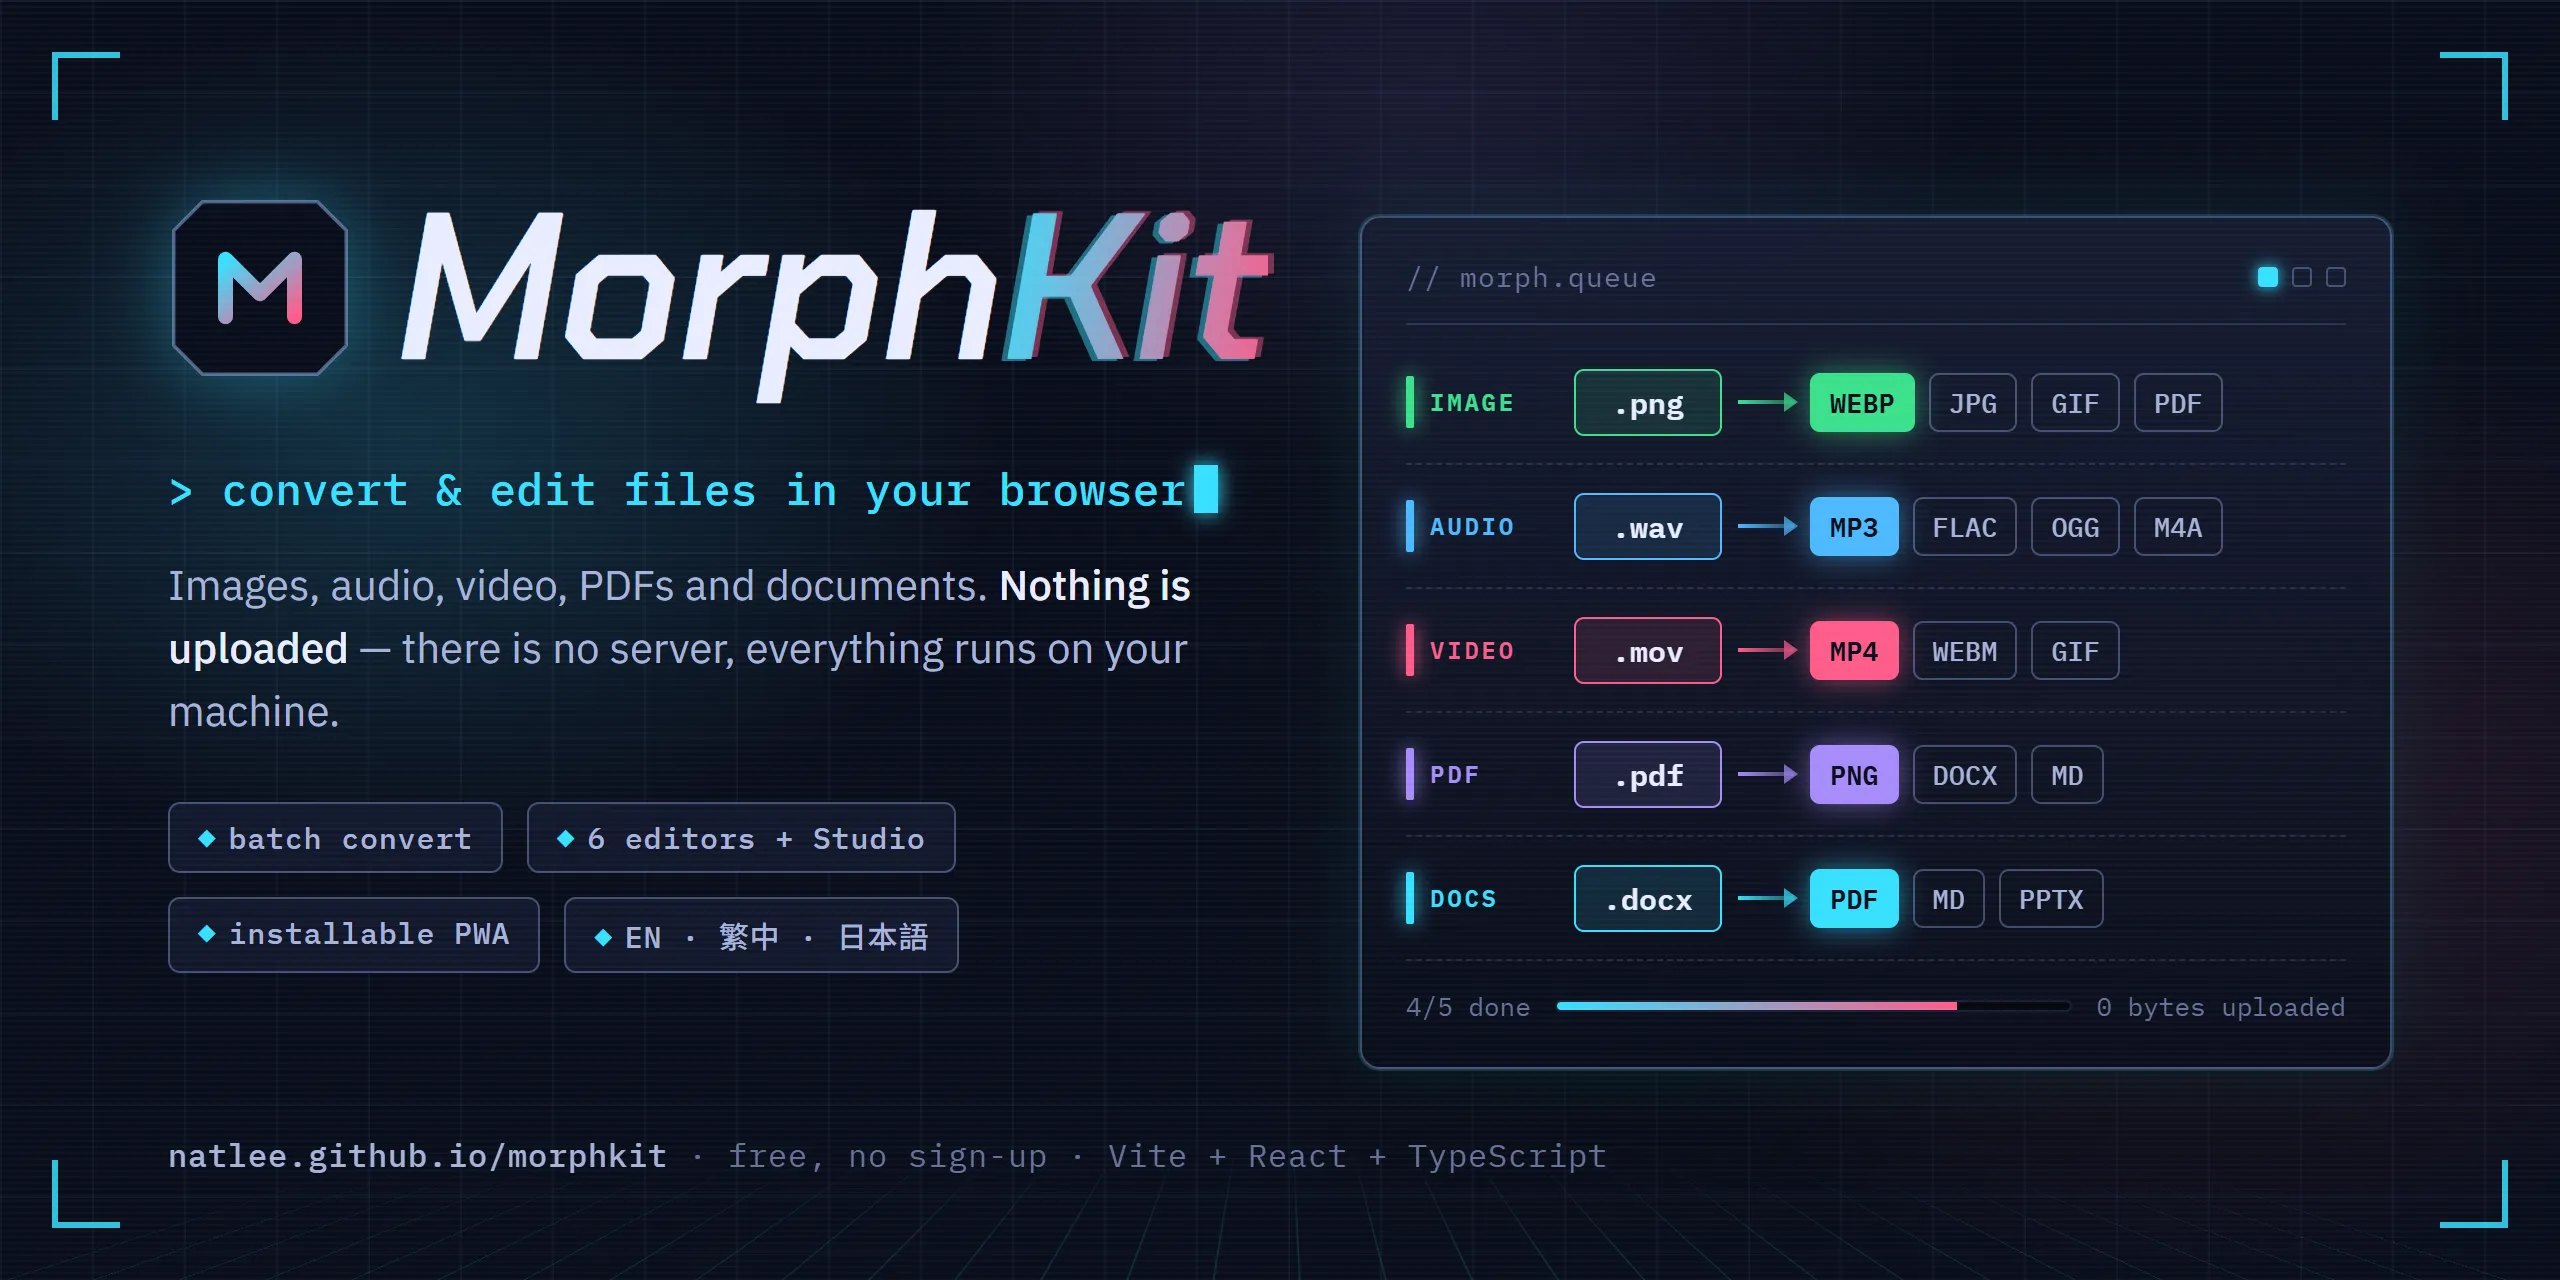 M MorphKit
> convert & edit files in your browser
Images, audio, video, PDFs and documents. Nothing is
uploaded — there is no server, everything runs on your
machine.
◆ batch convert ◆ 6 editors + Studio
◆ installable PWA ◆ EN · 繁中 · 日本語
// morph.queue
IMAGE .png WEBP JPG GIF PDF
AUDIO .wav MP3 FLAC OGG M4A
VIDEO .mov MP4 WEBM GIF
PDF .pdf PNG DOCX MD
DOCS .docx PDF MD PPTX
4/5 done 0 bytes uploaded
natlee.github.io/morphkit · free, no sign-up · Vite + React + TypeScript